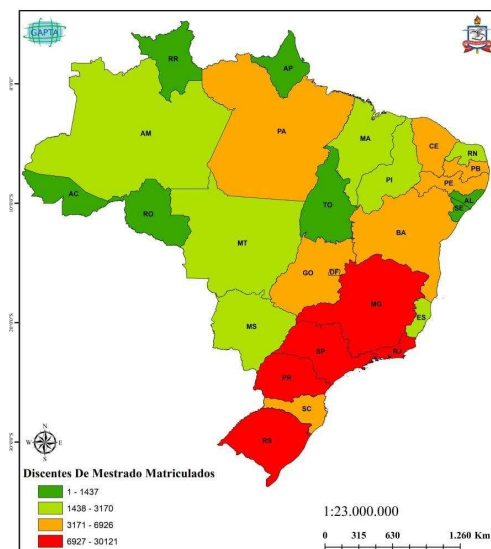 GAPTA
RR
AP
AM
PA
MA
CE
RN
PB
PE
PI
AL
SE
AC
RO
TO
BA
MT
GO
DF
MG
ES
MS
SP
RJ
PR
SC
RS
N
W
E
S
Discentes De Mestrado Matriculados
1 - 1437
1438 - 3170
3171 - 6926
6927 - 30121
1:23.000.000
0 315 630 1.260 Km